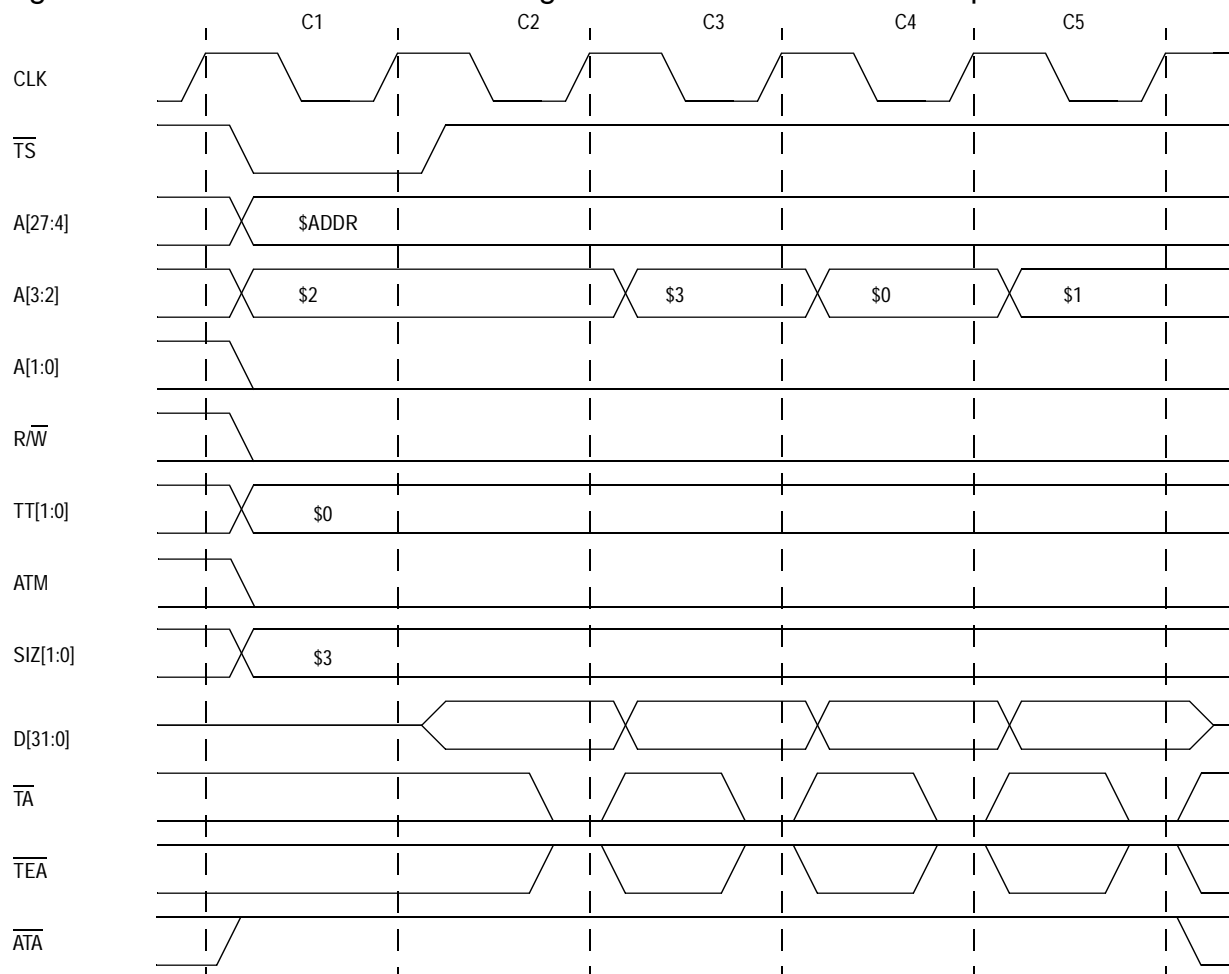 C1 C2 C3 C4 C5
CLK
TS
A[27:4] $ADDR
A[3:2] $2 $3 $0 $1
A[1:0]
R/W
TT[1:0] $0
ATM
SIZ[1:0] $3
D[31:0]
TA
TEA
ATA